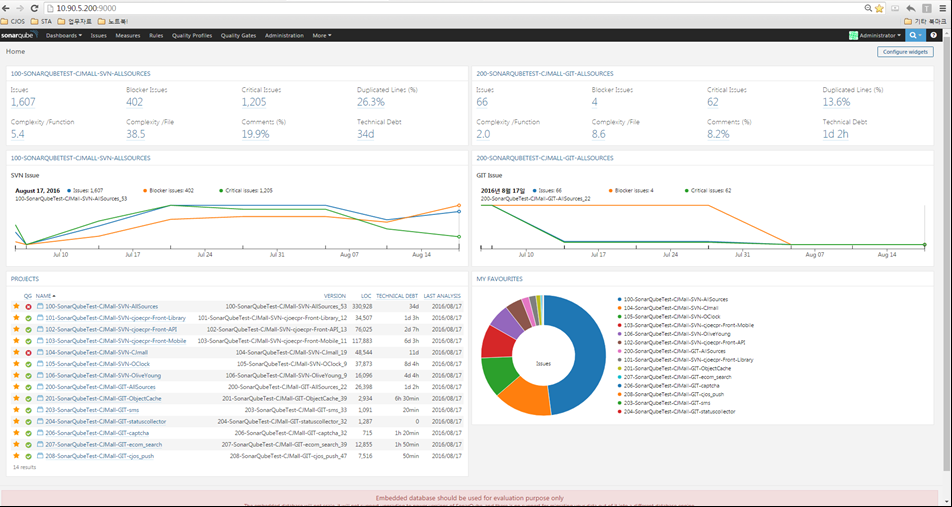 10.90.5.200:9000
CJOS STA 업무자료 노트북! 기타 북마크
sonarqube Dashboards Issues Measures Rules Quality Profiles Quality Gates Administration More Administrator
Home Configure widgets
100-SONARQUBETEST-CJMALL-SVN-ALLSOURCES
Issues Blocker Issues Critical Issues Duplicated Lines (%)
1,607 402 1,205 26.3%
Complexity /Function Complexity /File Comments (%) Technical Debt
5.4 38.5 19.9% 34d
200-SONARQUBETEST-CJMALL-GIT-ALLSOURCES
Issues Blocker Issues Critical Issues Duplicated Lines (%)
66 4 62 13.6%
Complexity /Function Complexity /File Comments (%) Technical Debt
2.0 8.6 8.2% 1d 2h
100-SONARQUBETEST-CJMALL-SVN-ALLSOURCES
SVN Issue
August 17, 2016 Issues: 1,607 Blocker issues: 402 Critical issues: 1,205
100-SonarQubeTest-CJMall-SVN-AllSources_53
Jul 10 Jul 17 Jul 24 Jul 31 Aug 07 Aug 14
200-SONARQUBETEST-CJMALL-GIT-ALLSOURCES
GIT Issue
2016년 8월 17일 Issues: 66 Blocker issues: 4 Critical issues: 62
200-SonarQubeTest-CJMall-GIT-AllSources_22
Jul 10 Jul 17 Jul 24 Jul 31 Aug 07 Aug 14
PROJECTS
QG NAME VERSION LOC TECHNICAL DEBT LAST ANALYSIS
100-SonarQubeTest-CJMall-SVN-AllSources 100-SonarQubeTest-CJMall-SVN-AllSources_53 330,928 34d 2016/08/17
101-SonarQubeTest-CJMall-SVN-cjoecpr-Front-Library 101-SonarQubeTest-CJMall-SVN-cjoecpr-Front-Library_12 34,507 1d 3h 2016/08/17
102-SonarQubeTest-CJMall-SVN-cjoecpr-Front-API 102-SonarQubeTest-CJMall-SVN-cjoecpr-Front-API_13 76,025 2d 7h 2016/08/17
103-SonarQubeTest-CJMall-SVN-cjoecpr-Front-Mobile 103-SonarQubeTest-CJMall-SVN-cjoecpr-Front-Mobile_11 117,883 6d 3h 2016/08/17
104-SonarQubeTest-CJMall-SVN-CJmall 104-SonarQubeTest-CJMall-SVN-CJmall_19 48,544 11d 2016/08/17
105-SonarQubeTest-CJMall-SVN-OClock 105-SonarQubeTest-CJMall-SVN-OClock_9 37,873 8d 4h 2016/08/17
106-SonarQubeTest-CJMall-SVN-OliveYoung 106-SonarQubeTest-CJMall-SVN-OliveYoung_9 16,096 4d 4h 2016/08/17
200-SonarQubeTest-CJMall-GIT-AllSources 200-SonarQubeTest-CJMall-GIT-AllSources_22 26,398 1d 2h 2016/08/17
201-SonarQubeTest-CJMall-GIT-ObjectCache 201-SonarQubeTest-CJMall-GIT-ObjectCache_39 2,934 6h 30min 2016/08/17
203-SonarQubeTest-CJMall-GIT-sms 203-SonarQubeTest-CJMall-GIT-sms_33 1,091 20min 2016/08/17
204-SonarQubeTest-CJMall-GIT-statuscollector 204-SonarQubeTest-CJMall-GIT-statuscollector_32 1,287 0 2016/08/17
206-SonarQubeTest-CJMall-GIT-captcha 206-SonarQubeTest-CJMall-GIT-captcha_32 715 1h 20min 2016/08/17
207-SonarQubeTest-CJMall-GIT-ecom_search 207-SonarQubeTest-CJMall-GIT-ecom_search_39 12,855 1h 50min 2016/08/17
208-SonarQubeTest-CJMall-GIT-cjos_push 208-SonarQubeTest-CJMall-GIT-cjos_push_47 7,516 50min 2016/08/17
14 results
MY FAVOURITES
Issues
100-SonarQubeTest-CJMall-SVN-AllSources
104-SonarQubeTest-CJMall-SVN-CJmall
105-SonarQubeTest-CJMall-SVN-OClock
103-SonarQubeTest-CJMall-SVN-cjoecpr-Front-Mobile
106-SonarQubeTest-CJMall-SVN-OliveYoung
102-SonarQubeTest-CJMall-SVN-cjoecpr-Front-API
200-SonarQubeTest-CJMall-GIT-AllSources
101-SonarQubeTest-CJMall-SVN-cjoecpr-Front-Library
201-SonarQubeTest-CJMall-GIT-ObjectCache
207-SonarQubeTest-CJMall-GIT-ecom_search
206-SonarQubeTest-CJMall-GIT-captcha
208-SonarQubeTest-CJMall-GIT-cjos_push
203-SonarQubeTest-CJMall-GIT-sms
204-SonarQubeTest-CJMall-GIT-statuscollector
Embedded database should be used for evaluation purpose only